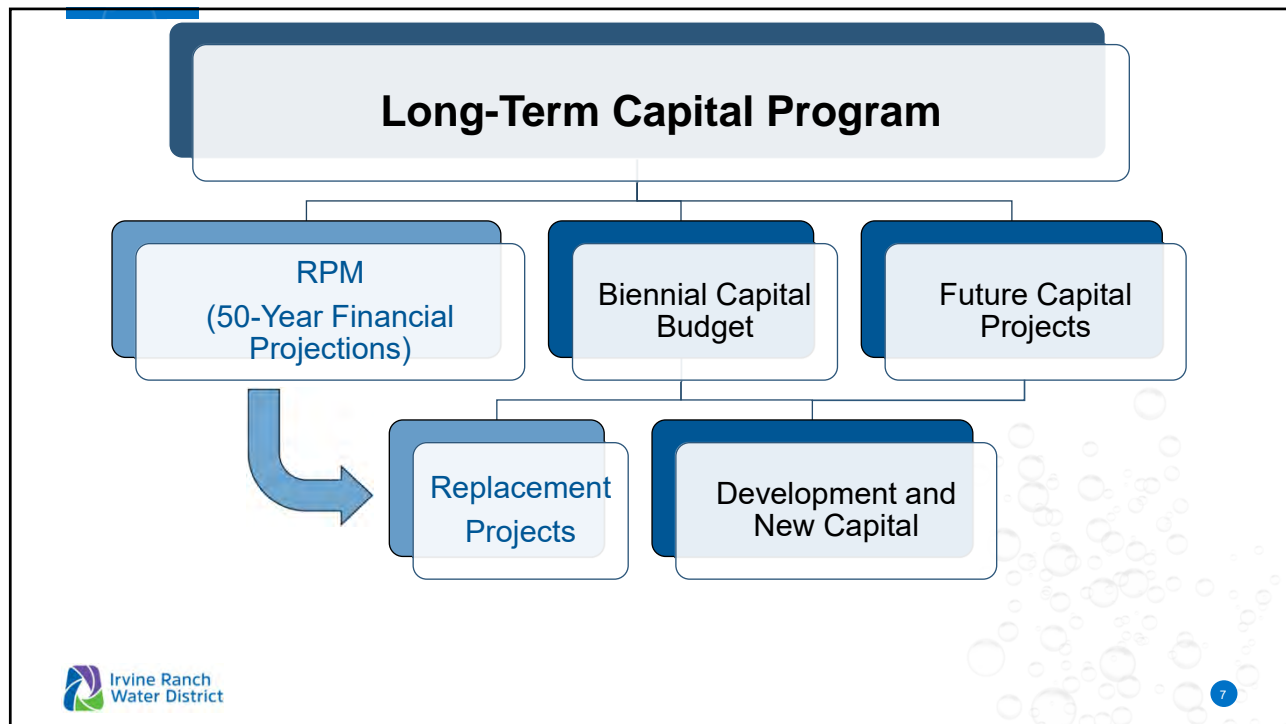 Long-Term Capital Program
RPM
(50-Year Financial
Projections)
Biennial Capital
Budget
Future Capital
Projects
Replacement
Projects
Development and
New Capital
Irvine Ranch
Water District
7